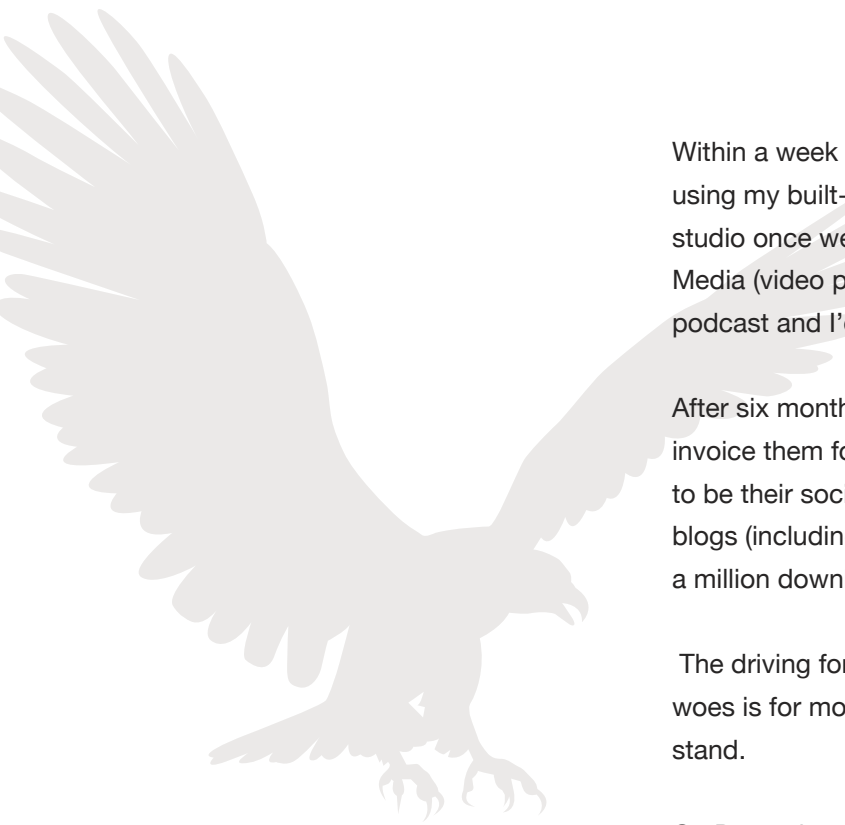 Within a week
using my built-
studio once we
Media (video p
podcast and I'
After six month
invoice them fo
to be their soci
blogs (includin
a million down
The driving for
woes is for mo
stand.